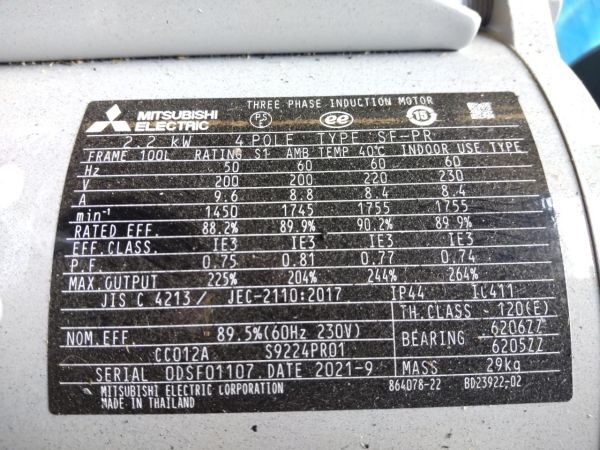 THREE PHASE INDUCTION MOTOR
MITSUBISHI
ELECTRIC
PS E
ee
15
2.2 kW 4 POLE TYPE SF-PR
FRAME 100L RATING S1 AMB TEMP 40℃ INDOOR USE TYPE
Hz 50 60 60 60
V 200 200 220 230
A 9.6 8.8 8.4 8.4
min⁻¹ 1450 1745 1755 1755
RATED EFF. 88.2% 89.9% 90.2% 89.9%
EFF.CLASS. IE3 IE3 IE3 IE3
P.F. 0.75 0.81 0.77 0.74
MAX.OUTPUT 225% 204% 244% 264%
JIS C 4213/ JEC-2110:2017 IP44 IC411
TH.CLASS 120(E)
NOM.EFF 89.5%(60Hz 230V) BEARING 6206ZZ
6205ZZ
CC012A S9224PR01
SERIAL ODSF01107 DATE 2021-9 MASS 29kg
MITSUBISHI ELECTRIC CORPORATION 864078-22 BD23922-02
MADE IN THAILAND